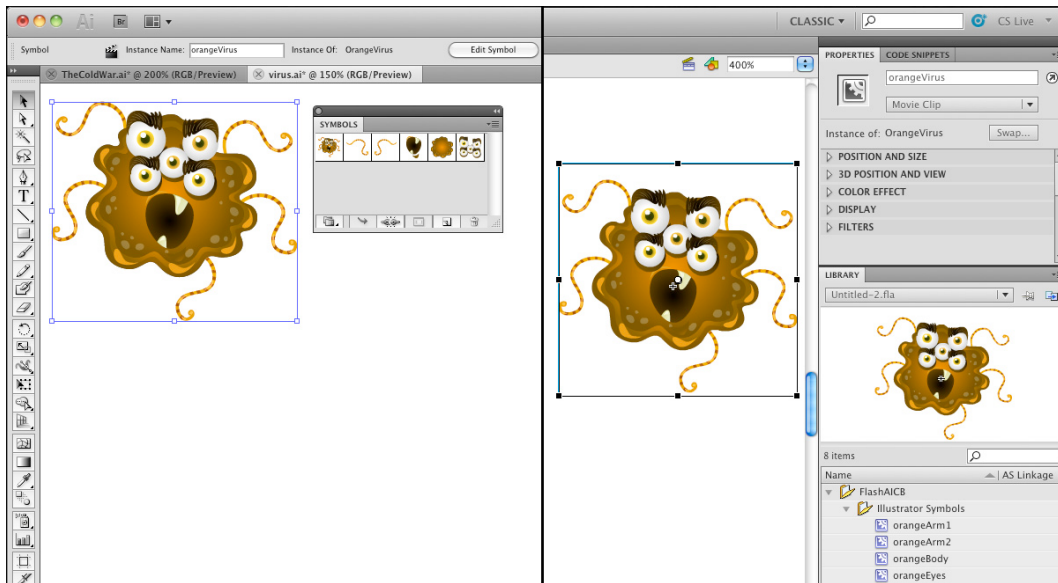 Ai Br
Symbol Instance Name: orangeVirus Instance Of: OrangeVirus Edit Symbol
TheColdWar.ai* @ 200% (RGB/Preview) virus.ai* @ 150% (RGB/Preview)
SYMBOLS
T
CLASSIC CS Live
400%
PROPERTIES CODE SNIPPETS
orangeVirus
Movie Clip
Instance of: OrangeVirus Swap...
POSITION AND SIZE
3D POSITION AND VIEW
COLOR EFFECT
DISPLAY
FILTERS
LIBRARY
Untitled-2.fla
8 items
Name AS Linkage
FlashAICB
Illustrator Symbols
orangeArm1
orangeArm2
orangeBody
orangeEyes